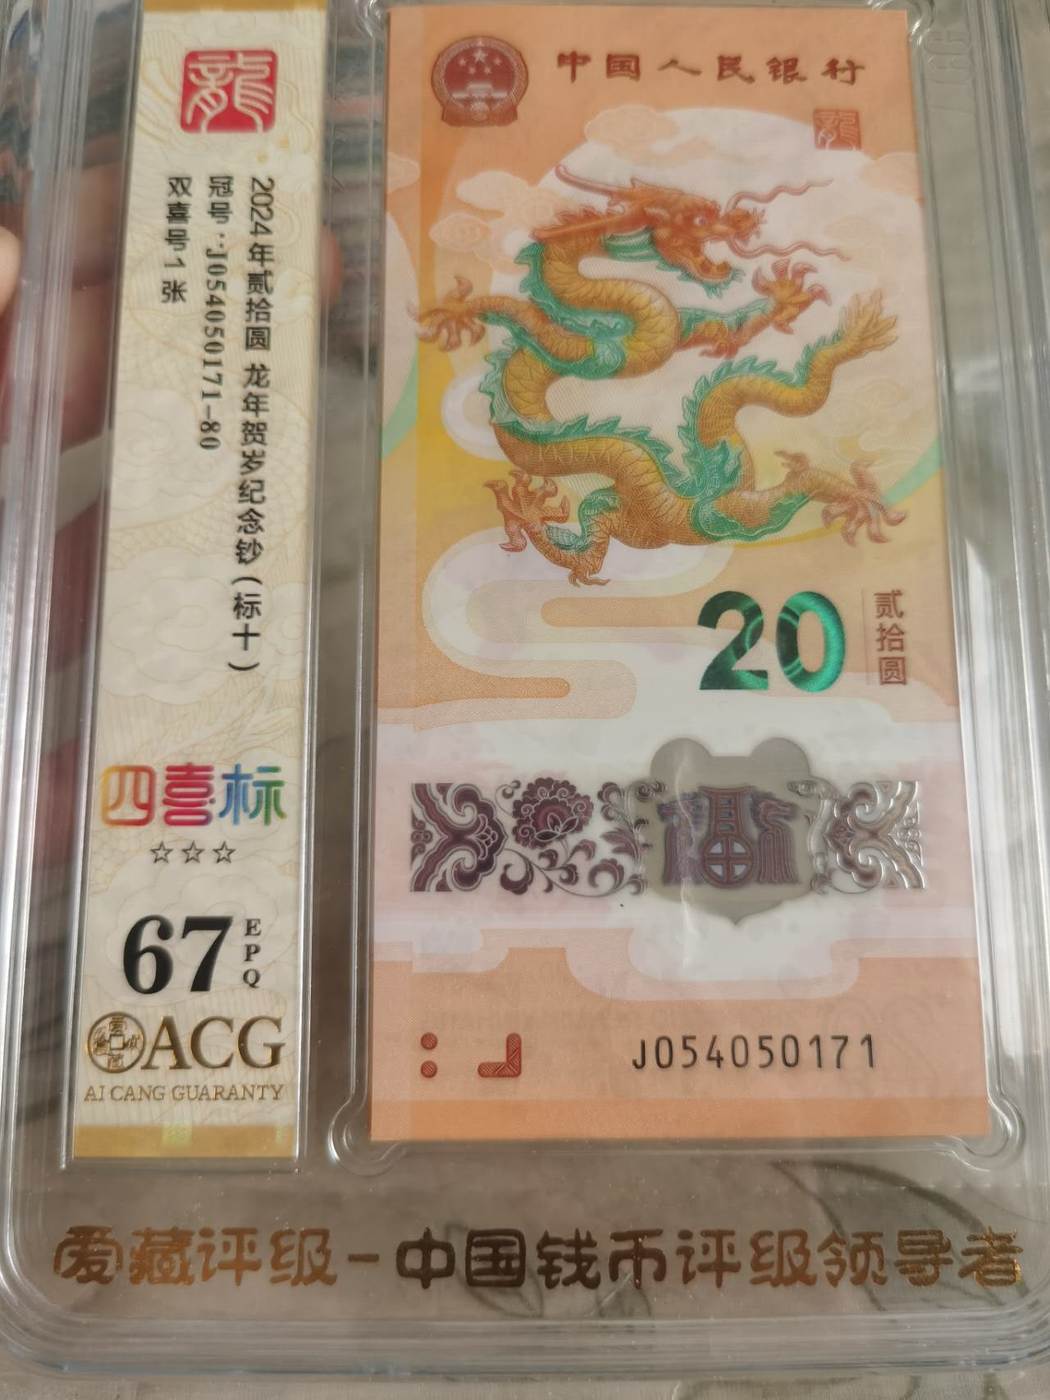 龍
2024年贰拾圆 龙年贺岁纪念钞(标十)
冠号:J054050171-80
双喜号1张
四喜标
☆☆☆
67 EPQ
ACG
AI CANG GUARANTY
中国人民银行
龍
20
贰拾圆
福
J054050171
爱藏评级-中国钱币评级领导者